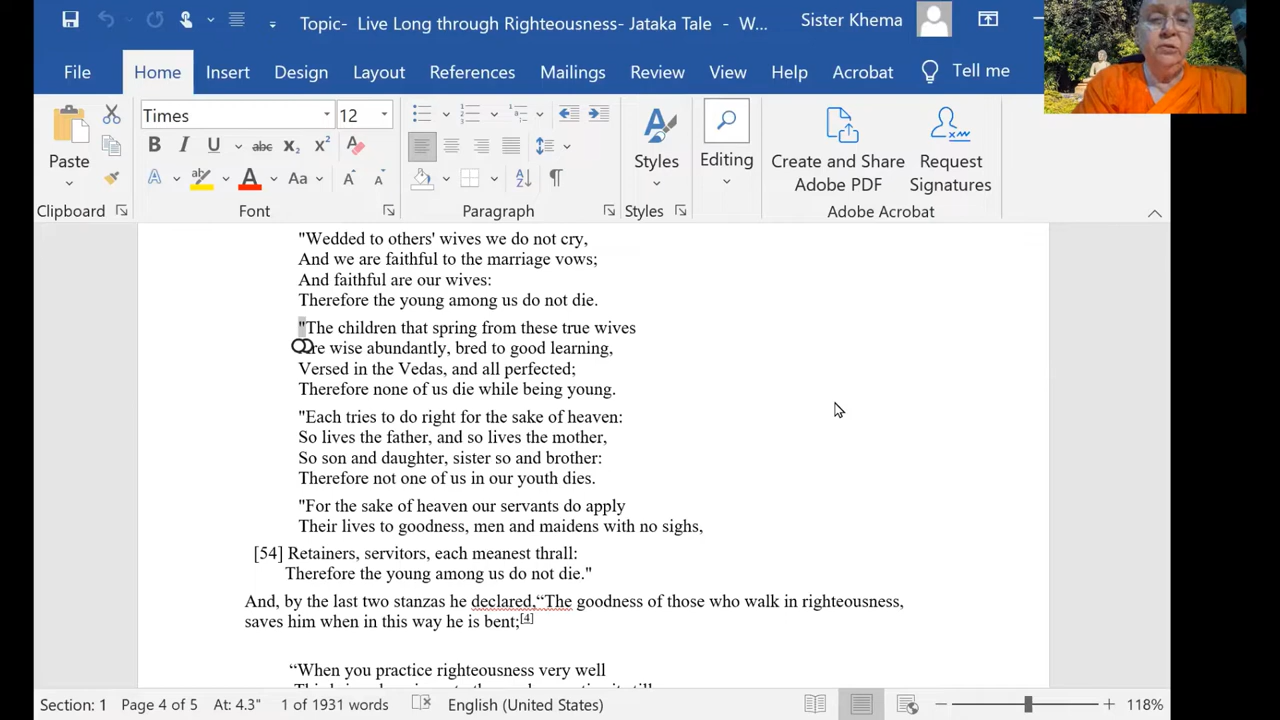 Topic- Live Long through Righteousness- Jataka Tale - W...
Sister Khema
File Home Insert Design Layout References Mailings Review View Help Acrobat Tell me
Times 12
Paste
Styles
Editing
Create and Share Adobe PDF
Request Signatures
Clipboard Font Paragraph Styles Adobe Acrobat
"Wedded to others' wives we do not cry,
And we are faithful to the marriage vows;
And faithful are our wives:
Therefore the young among us do not die.
"The children that spring from these true wives
re wise abundantly, bred to good learning,
Versed in the Vedas, and all perfected;
Therefore none of us die while being young.
"Each tries to do right for the sake of heaven:
So lives the father, and so lives the mother,
So son and daughter, sister so and brother:
Therefore not one of us in our youth dies.
"For the sake of heaven our servants do apply
Their lives to goodness, men and maidens with no sighs,
[54] Retainers, servitors, each meanest thrall:
Therefore the young among us do not die."
And, by the last two stanzas he declared,“The goodness of those who walk in righteousness,
saves him when in this way he is bent;[4]
“When you practice righteousness very well
Section: 1 Page 4 of 5 At: 4.3" 1 of 1931 words English (United States) 118%